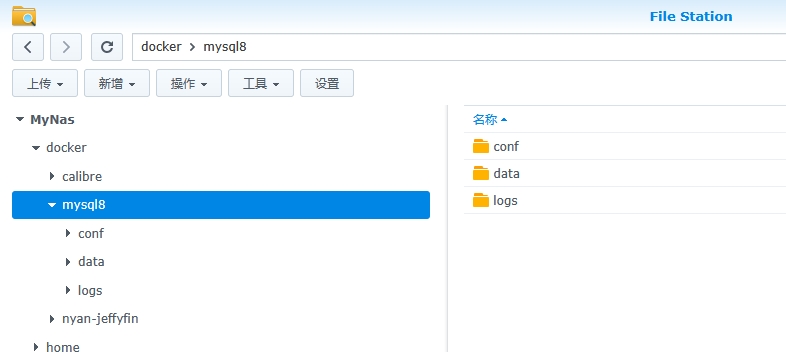 File Station
docker > mysql8
上传 新增 操作 工具 设置
MyNas
docker
calibre
mysql8
conf
data
logs
nyan-jeffyfin
home
名称
conf
data
logs